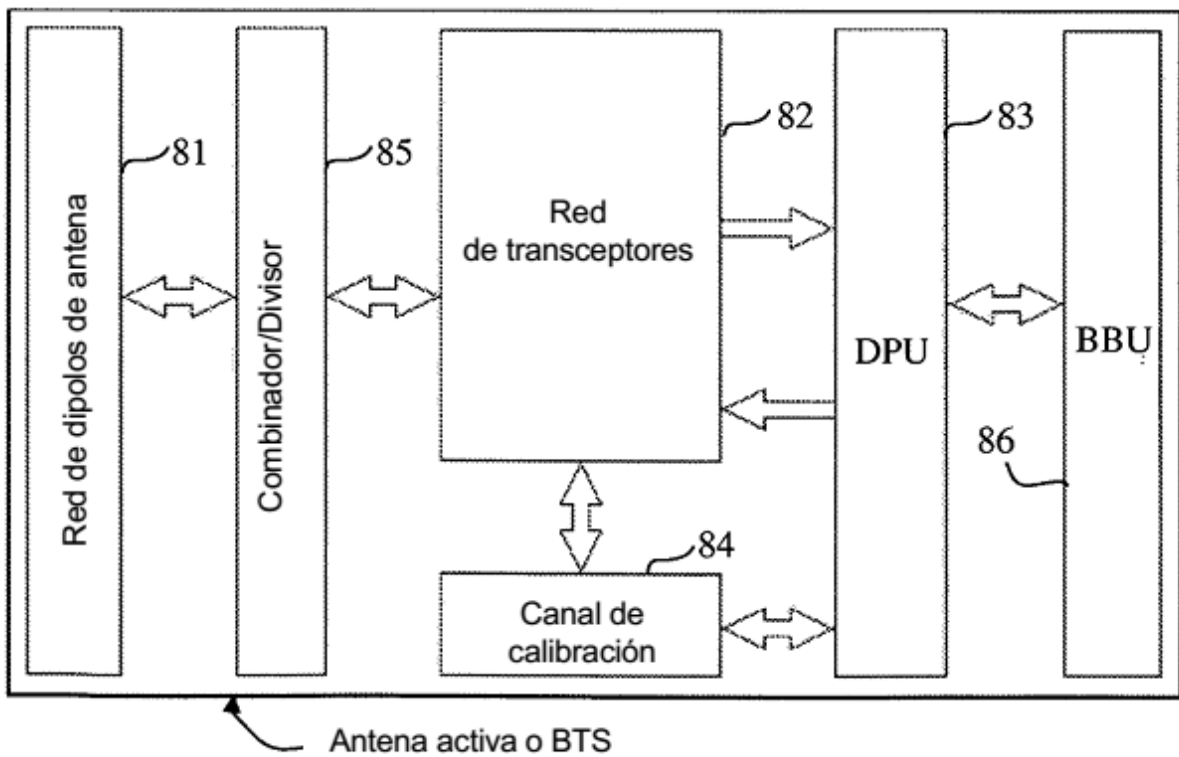 Red de dipolos de antena
81
Combinador/Divisor
85
Red
de transceptores
82
DPU
83
BBU
86
Canal de
calibración
84
Antena activa o BTS